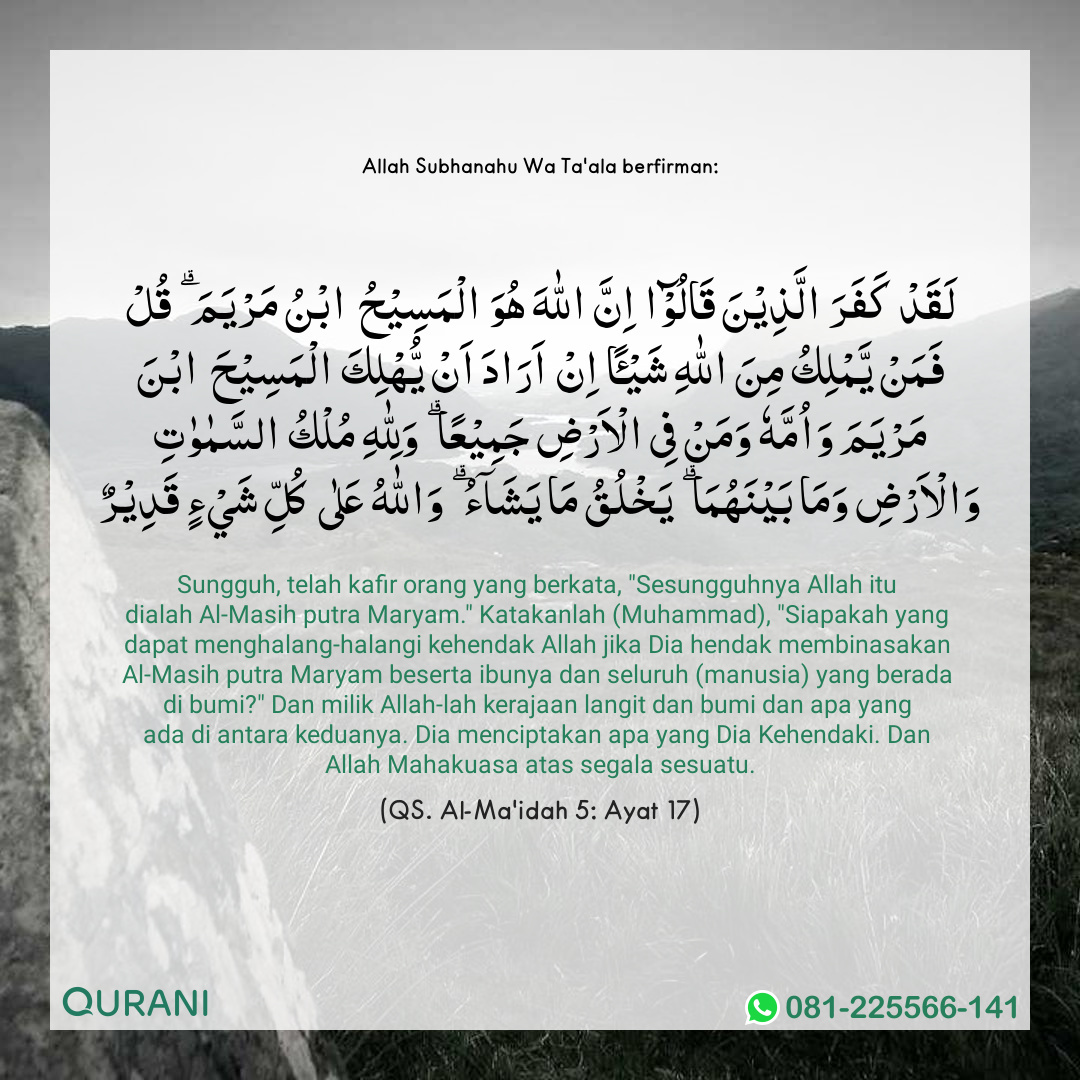 Allah Subhanahu Wa Ta'ala berfirman:
لَقَدْ كَفَرَ الَّذِيْنَ قَالُوْۤا اِنَّ اللّٰهَ هُوَ الْمَسِيْحُ ابْنُ مَرْيَمَ ۗ قُلْ
فَمَنْ يَّمْلِكُ مِنَ اللّٰهِ شَيْـئًـا اِنْ اَرَادَ اَنْ يُّهْلِكَ الْمَسِيْحَ ابْنَ
مَرْيَمَ وَاُمَّهٗ وَمَنْ فِى الْاَرْضِ جَمِيْعًا ۗ وَلِلّٰهِ مُلْكُ السَّمٰوٰتِ
وَالْاَرْضِ وَمَا بَيْنَهُمَا ۗ يَخْلُقُ مَا يَشَآءُ ۗ وَاللّٰهُ عَلٰى كُلِّ شَيْءٍ قَدِيْرٌ
Sungguh, telah kafir orang yang berkata, "Sesungguhnya Allah itu
dialah Al-Masih putra Maryam." Katakanlah (Muhammad), "Siapakah yang
dapat menghalang-halangi kehendak Allah jika Dia hendak membinasakan
Al-Masih putra Maryam beserta ibunya dan seluruh (manusia) yang berada
di bumi?" Dan milik Allah-lah kerajaan langit dan bumi dan apa yang
ada di antara keduanya. Dia menciptakan apa yang Dia Kehendaki. Dan
Allah Mahakuasa atas segala sesuatu.
(QS. Al-Ma'idah 5: Ayat 17)
QURANI
081-225566-141